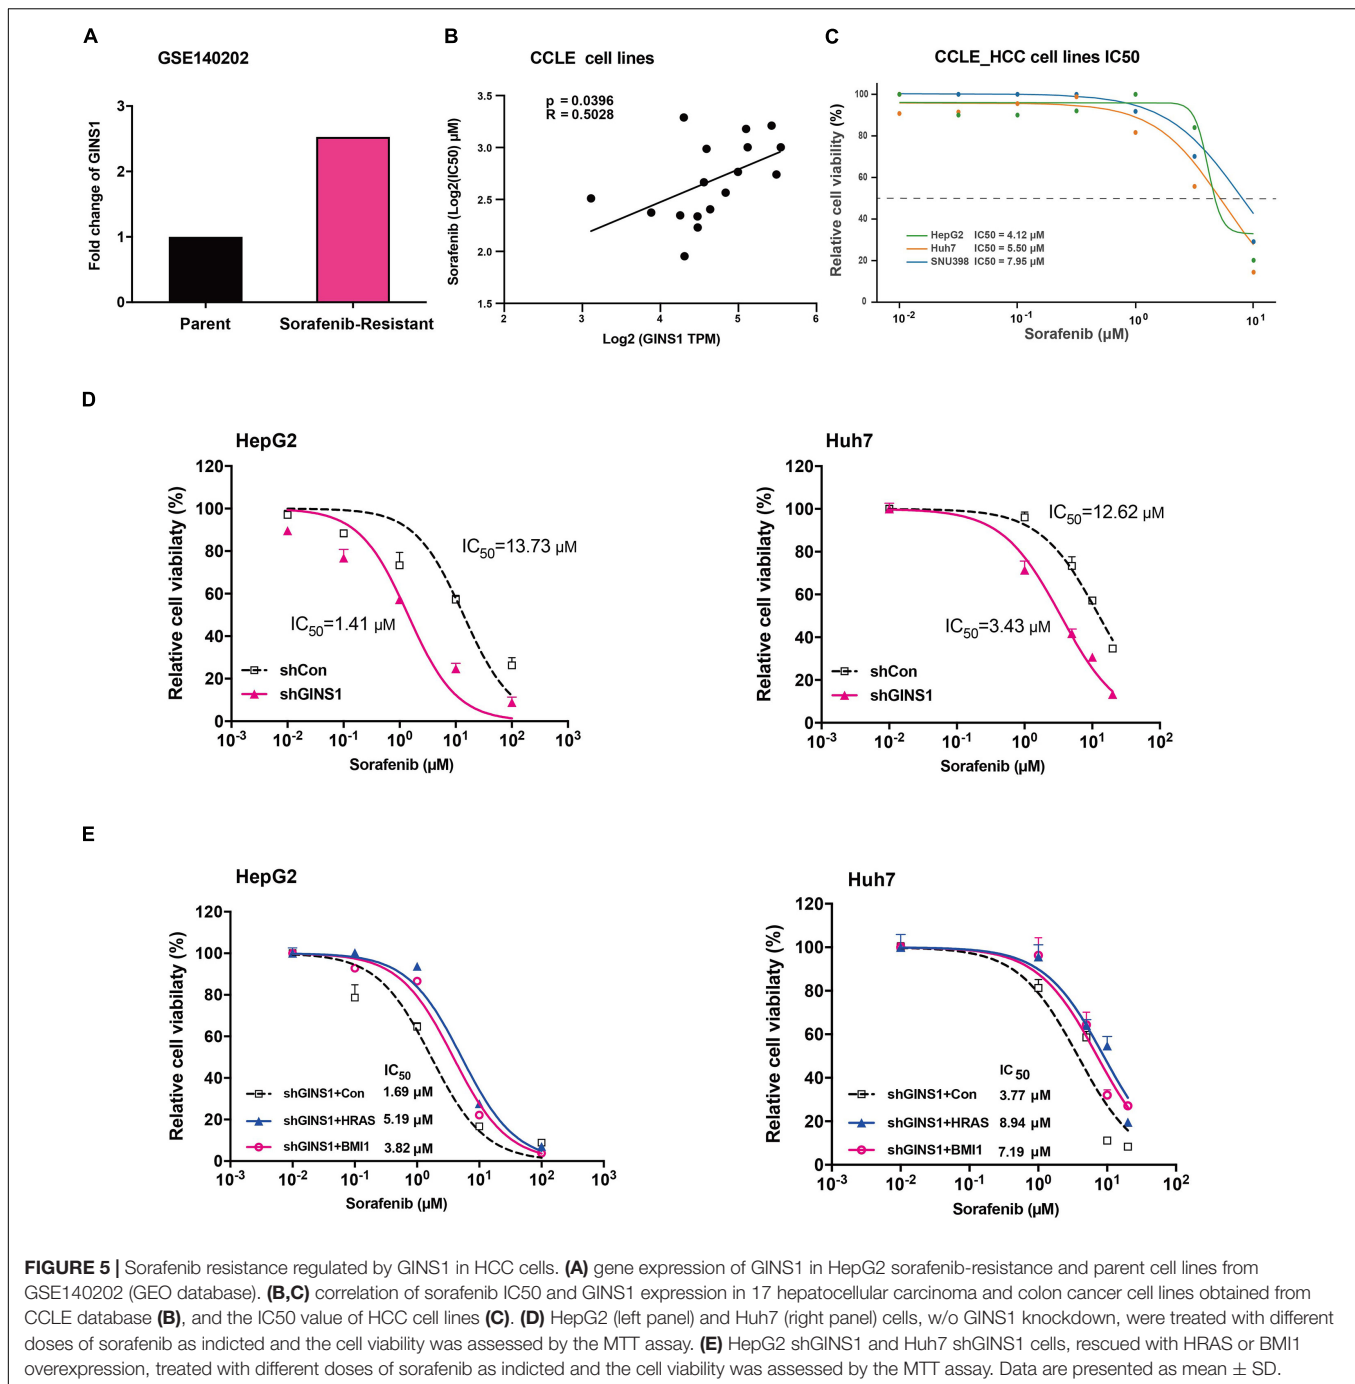 A
GSE140202
Fold change of GINS1
3
2
1
0
Parent
Sorafenib-Resistant
B
CCLE cell lines
p = 0.0396
R = 0.5028
Sorafenib (Log2(IC50) μM)
3.5
3.0
2.5
2.0
1.5
2
3
4
5
6
Log2 (GINS1 TPM)
C
CCLE_HCC cell lines IC50
Relative cell viability (%)
100
80
60
50
40
20
0
HepG2 IC50 = 4.12 μM
Huh7 IC50 = 5.50 μM
SNU398 IC50 = 7.95 μM
10-2
10-1
100
101
Sorafenib (μM)
D
HepG2
Relative cell viabilaty (%)
120
100
80
60
40
20
0
IC50=13.73 μM
IC50=1.41 μM
shCon
shGINS1
10-3
10-2
10-1
100
101
102
103
Sorafenib (μM)
Huh7
Relative cell viabilaty (%)
120
100
80
60
40
20
0
IC50=12.62 μM
IC50=3.43 μM
shCon
shGINS1
10-3
10-2
10-1
100
101
102
Sorafenib (μM)
E
HepG2
Relative cell viabilaty (%)
120
100
80
60
40
20
0
IC50
shGINS1+Con 1.69 μM
shGINS1+HRAS 5.19 μM
shGINS1+BMI1 3.82 μM
10-3
10-2
10-1
100
101
102
103
Sorafenib (μM)
Huh7
Relative cell viabilaty (%)
120
100
80
60
40
20
0
IC50
shGINS1+Con 3.77 μM
shGINS1+HRAS 8.94 μM
shGINS1+BMI1 7.19 μM
10-3
10-2
10-1
100
101
102
Sorafenib (μM)
FIGURE 5 | Sorafenib resistance regulated by GINS1 in HCC cells. (A) gene expression of GINS1 in HepG2 sorafenib-resistance and parent cell lines from
GSE140202 (GEO database). (B,C) correlation of sorafenib IC50 and GINS1 expression in 17 hepatocellular carcinoma and colon cancer cell lines obtained from
CCLE database (B), and the IC50 value of HCC cell lines (C). (D) HepG2 (left panel) and Huh7 (right panel) cells, w/o GINS1 knockdown, were treated with different
doses of sorafenib as indicted and the cell viability was assessed by the MTT assay. (E) HepG2 shGINS1 and Huh7 shGINS1 cells, rescued with HRAS or BMI1
overexpression, treated with different doses of sorafenib as indicted and the cell viability was assessed by the MTT assay. Data are presented as mean ± SD.